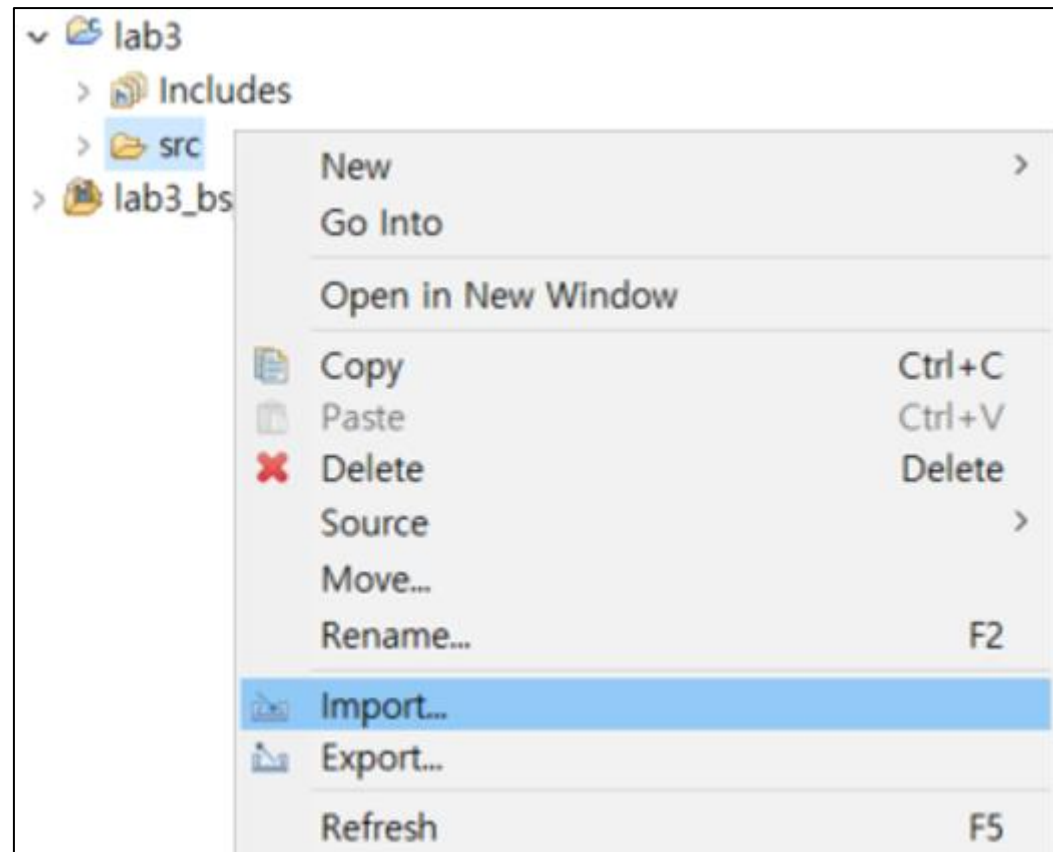 lab3
Includes
src
lab3_bs
New
Go Into
Open in New Window
Copy Ctrl+C
Paste Ctrl+V
Delete Delete
Source
Move...
Rename... F2
Import...
Export...
Refresh F5